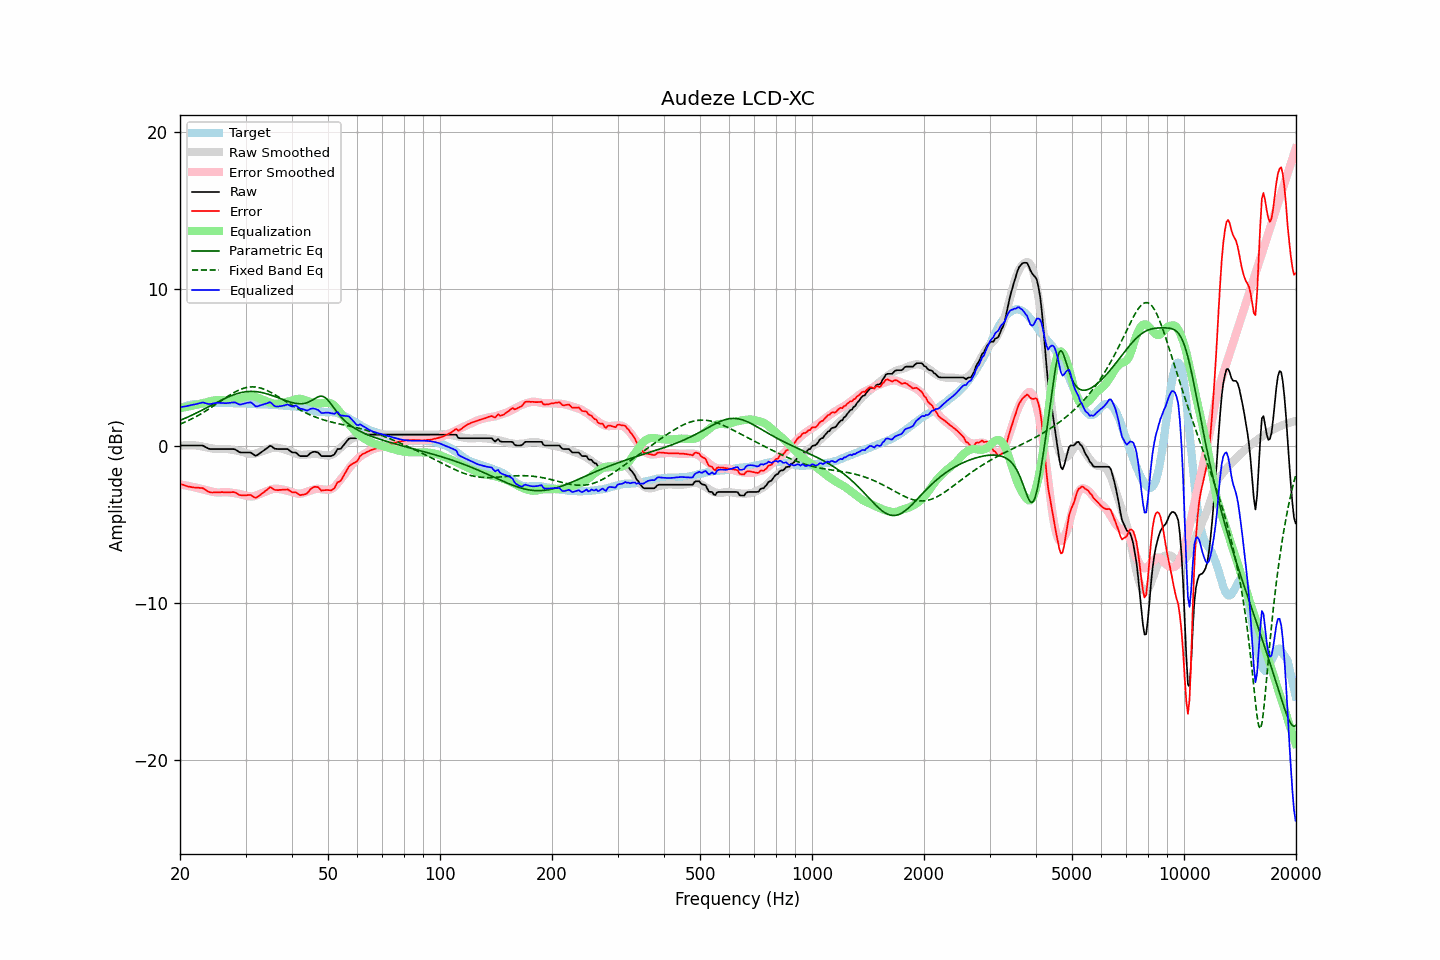 Audeze LCD-XC
Target
Raw Smoothed
Error Smoothed
Raw
Error
Equalization
Parametric Eq
Fixed Band Eq
Equalized
20
10
0
−10
−20
Amplitude (dBr)
20
50
100
200
500
1000
2000
5000
10000
20000
Frequency (Hz)